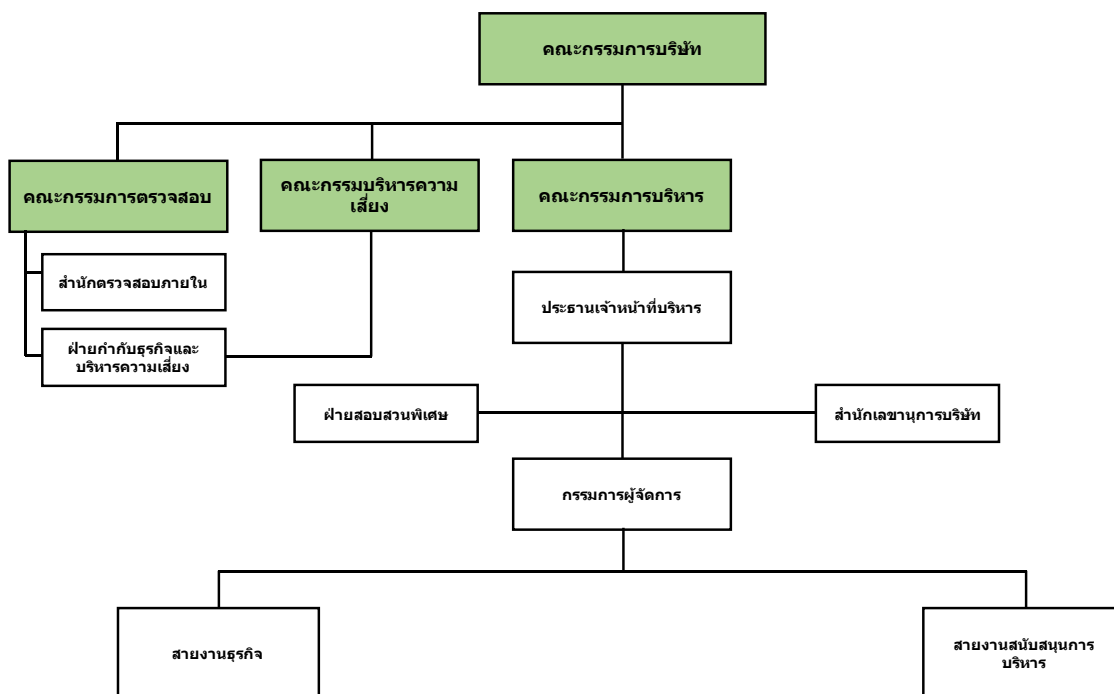 คณะกรรมการบริษัท
คณะกรรมการตรวจสอบ
คณะกรรมบริหารความ
เสี่ยง
คณะกรรมการบริหาร
สำนักตรวจสอบภายใน
ประธานเจ้าหน้าที่บริหาร
ฝ่ายกำกับธุรกิจและ
บริหารความเสี่ยง
ฝ่ายสอบสวนพิเศษ
สำนักเลขานุการบริษัท
กรรมการผู้จัดการ
สายงานธุรกิจ
สายงานสนับสนุนการ
บริหาร